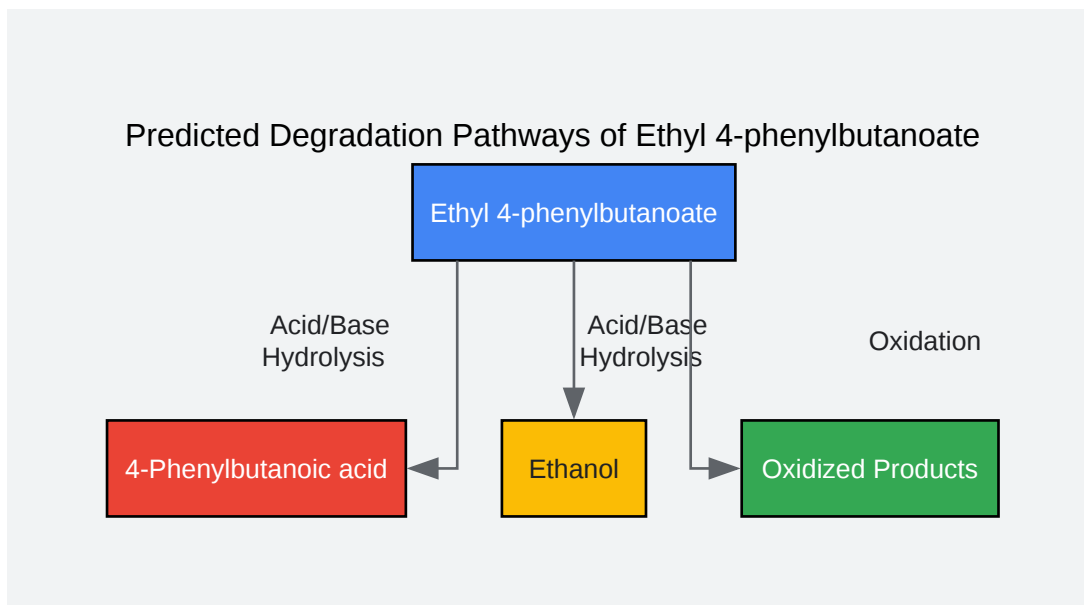 Predicted Degradation Pathways of Ethyl 4-phenylbutanoate
Ethyl 4-phenylbutanoate
Acid/Base
Hydrolysis
Acid/Base
Hydrolysis
Oxidation
4-Phenylbutanoic acid
Ethanol
Oxidized Products